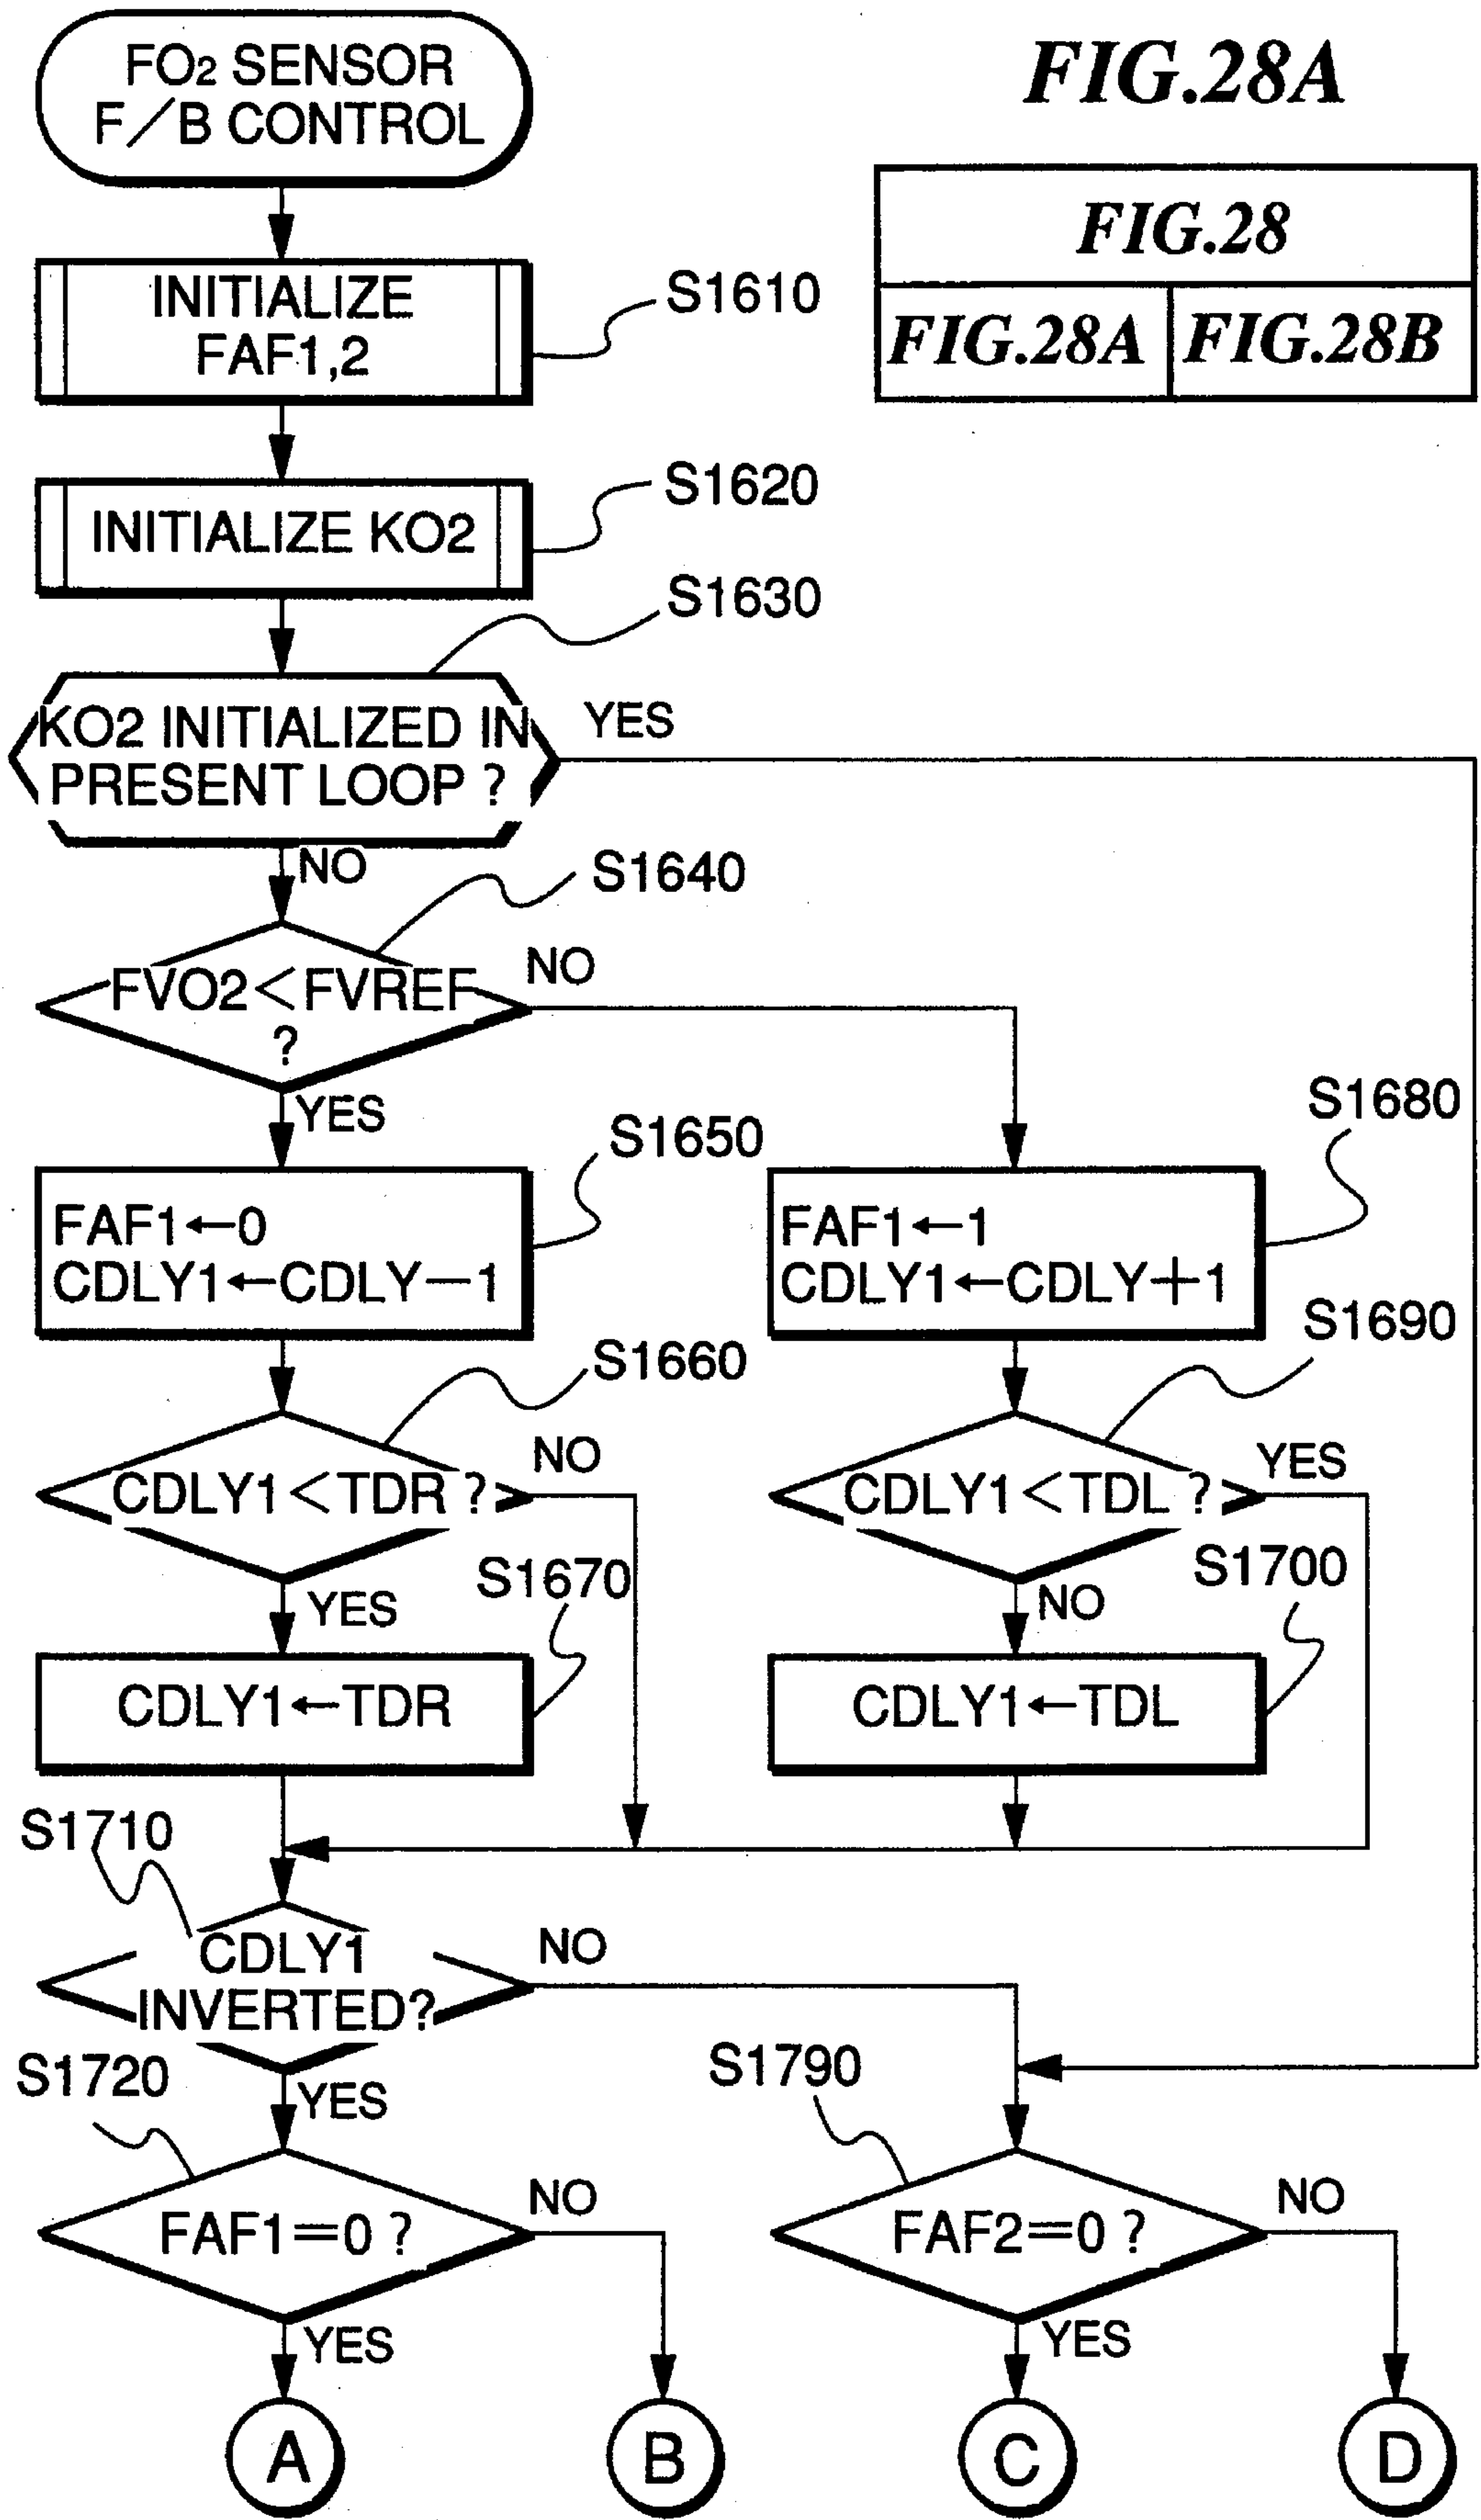 FIG.28A
FIG.28
FIG.28A
FIG.28B
FO2 SENSOR
F/B CONTROL
INITIALIZE
FAF1,2
S1610
INITIALIZE KO2
S1620
S1630
KO2 INITIALIZED IN
PRESENT LOOP ?
YES
NO
S1640
FVO2<FVREF
?
NO
YES
S1650
FAF1←0
CDLY1←CDLY−1
S1680
FAF1←1
CDLY1←CDLY+1
S1660
CDLY1<TDR ?
NO
YES
S1690
CDLY1<TDL ?
YES
NO
S1670
CDLY1←TDR
S1700
CDLY1←TDL
S1710
CDLY1
INVERTED?
NO
YES
S1720
FAF1=0 ?
NO
YES
S1790
FAF2=0 ?
NO
YES
A
B
C
D